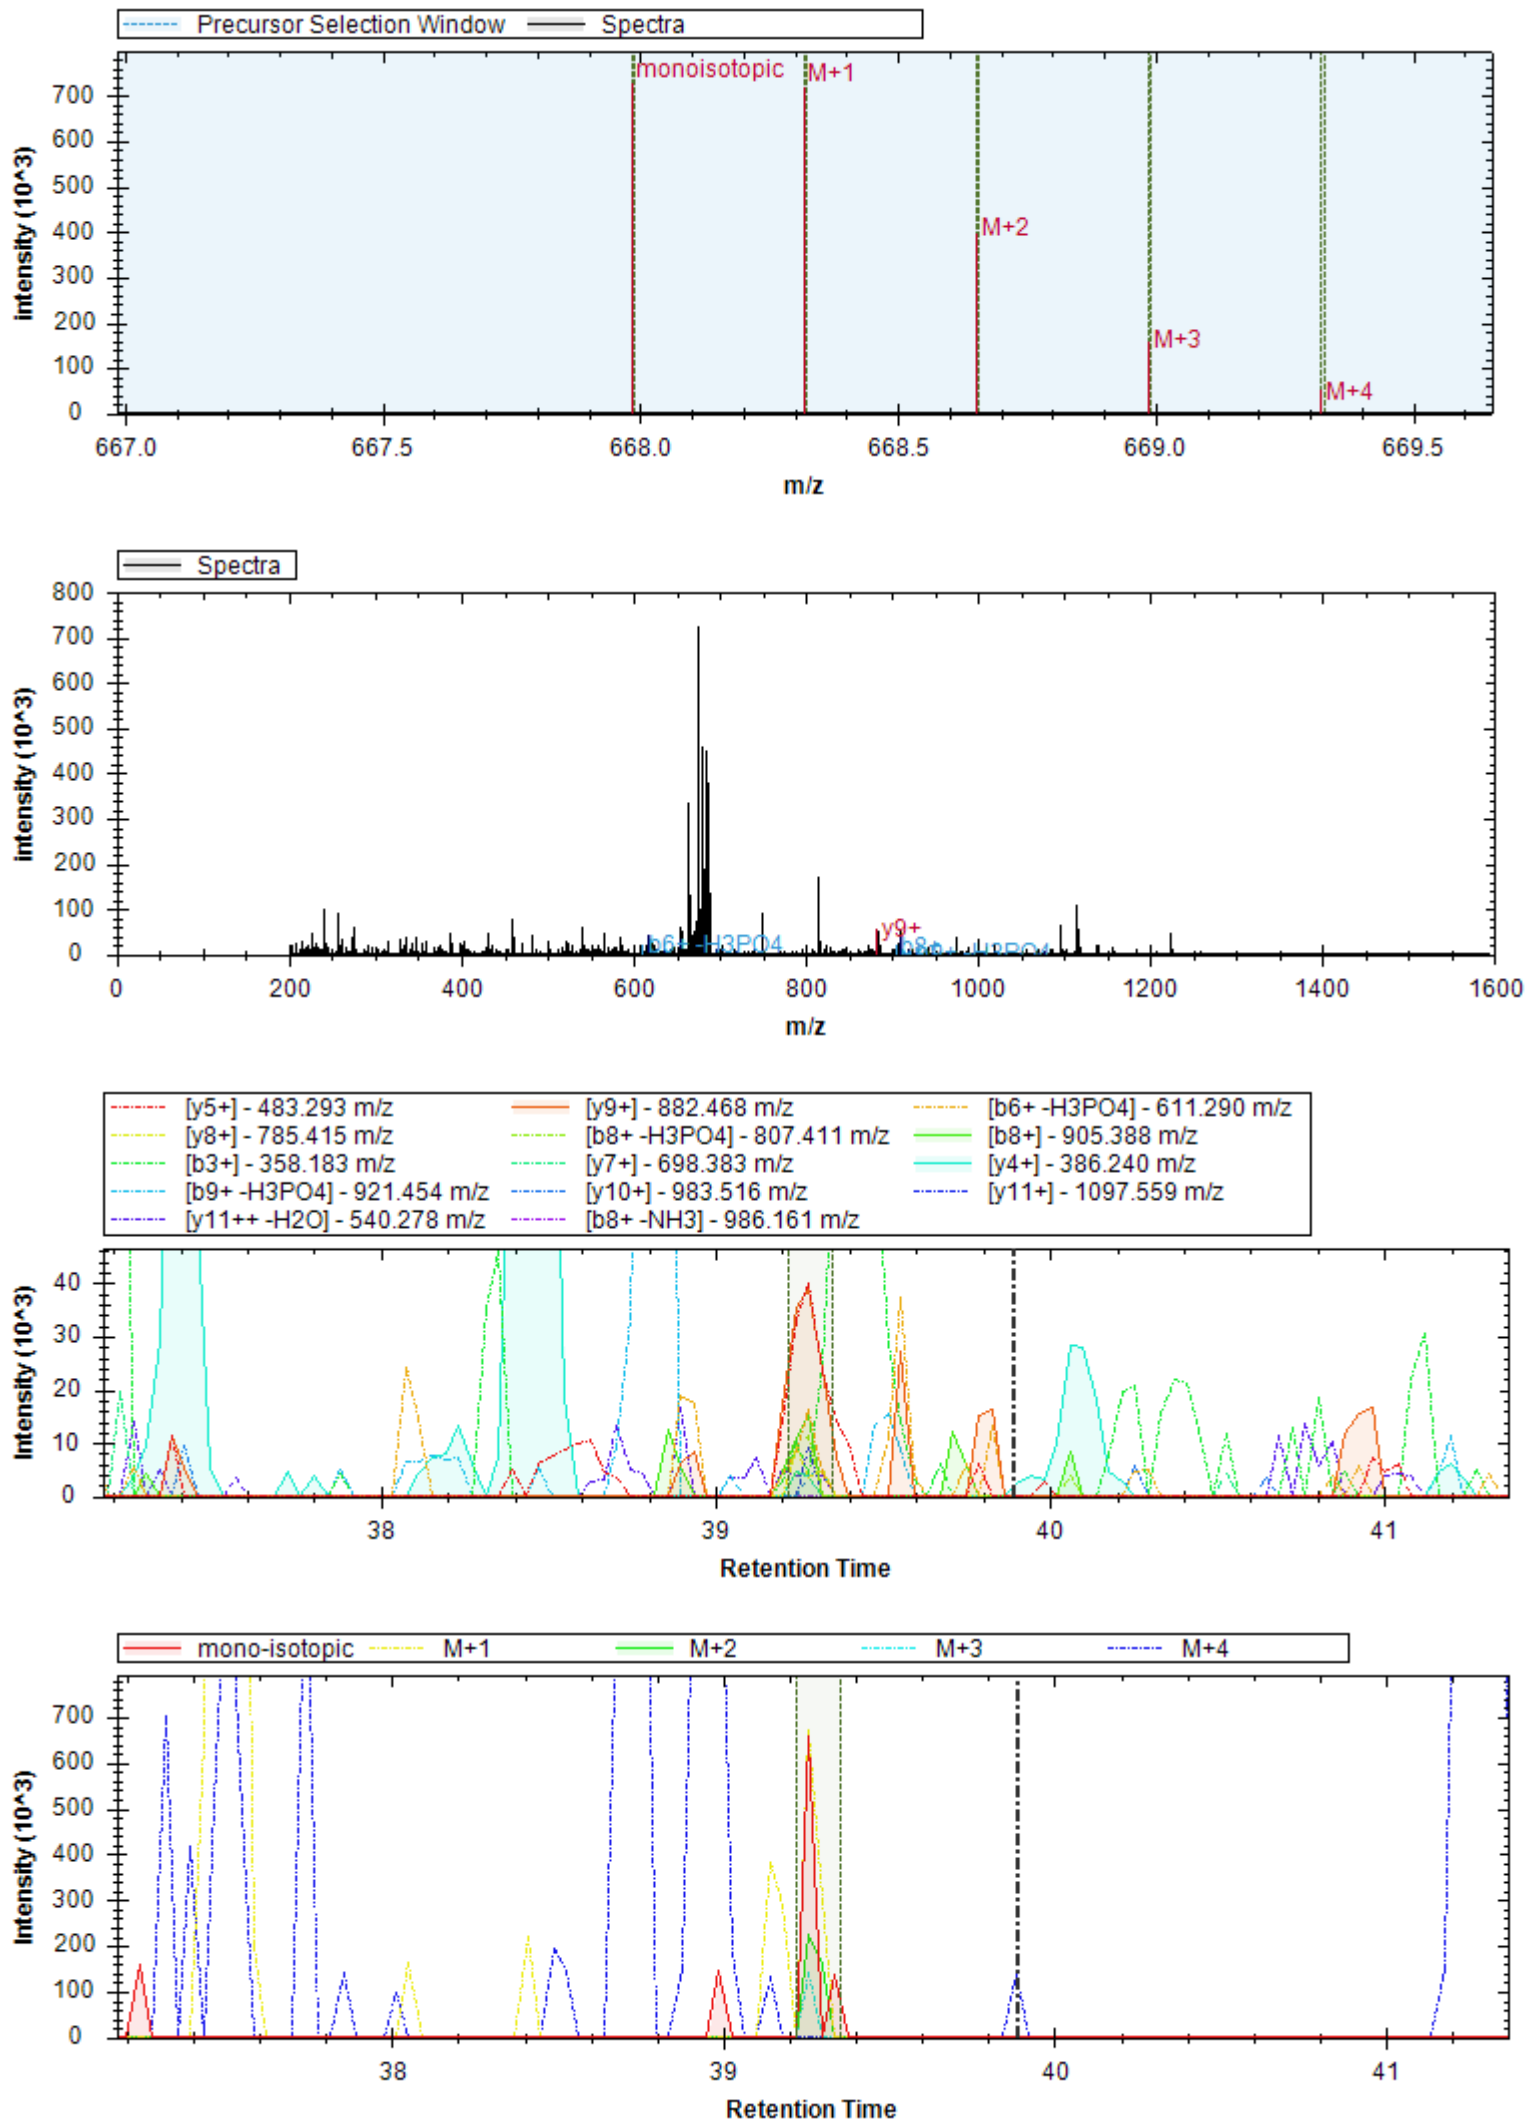 Precursor Selection Window Spectra
monoisotopic
M+1
M+2
M+3
M+4
intensity (10^3)
700
600
500
400
300
200
100
0
667.0 667.5 668.0 668.5 669.0 669.5
m/z
Spectra
intensity (10^3)
800
700
600
500
400
300
200
100
0
y9+
b6+ -H3PO4
b8+
-H3PO4
0 200 400 600 800 1000 1200 1400 1600
m/z
[y5+] - 483.293 m/z [y9+] - 882.468 m/z [b6+ -H3PO4] - 611.290 m/z
[y8+] - 785.415 m/z [b8+ -H3PO4] - 807.411 m/z [b8+] - 905.388 m/z
[b3+] - 358.183 m/z [y7+] - 698.383 m/z [y4+] - 386.240 m/z
[b9+ -H3PO4] - 921.454 m/z [y10+] - 983.516 m/z [y11+] - 1097.559 m/z
[y11++ -H2O] - 540.278 m/z [b8+ -NH3] - 986.161 m/z
Intensity (10^3)
40
30
20
10
0
38 39 40 41
Retention Time
mono-isotopic M+1 M+2 M+3 M+4
Intensity (10^3)
700
600
500
400
300
200
100
0
38 39 40 41
Retention Time